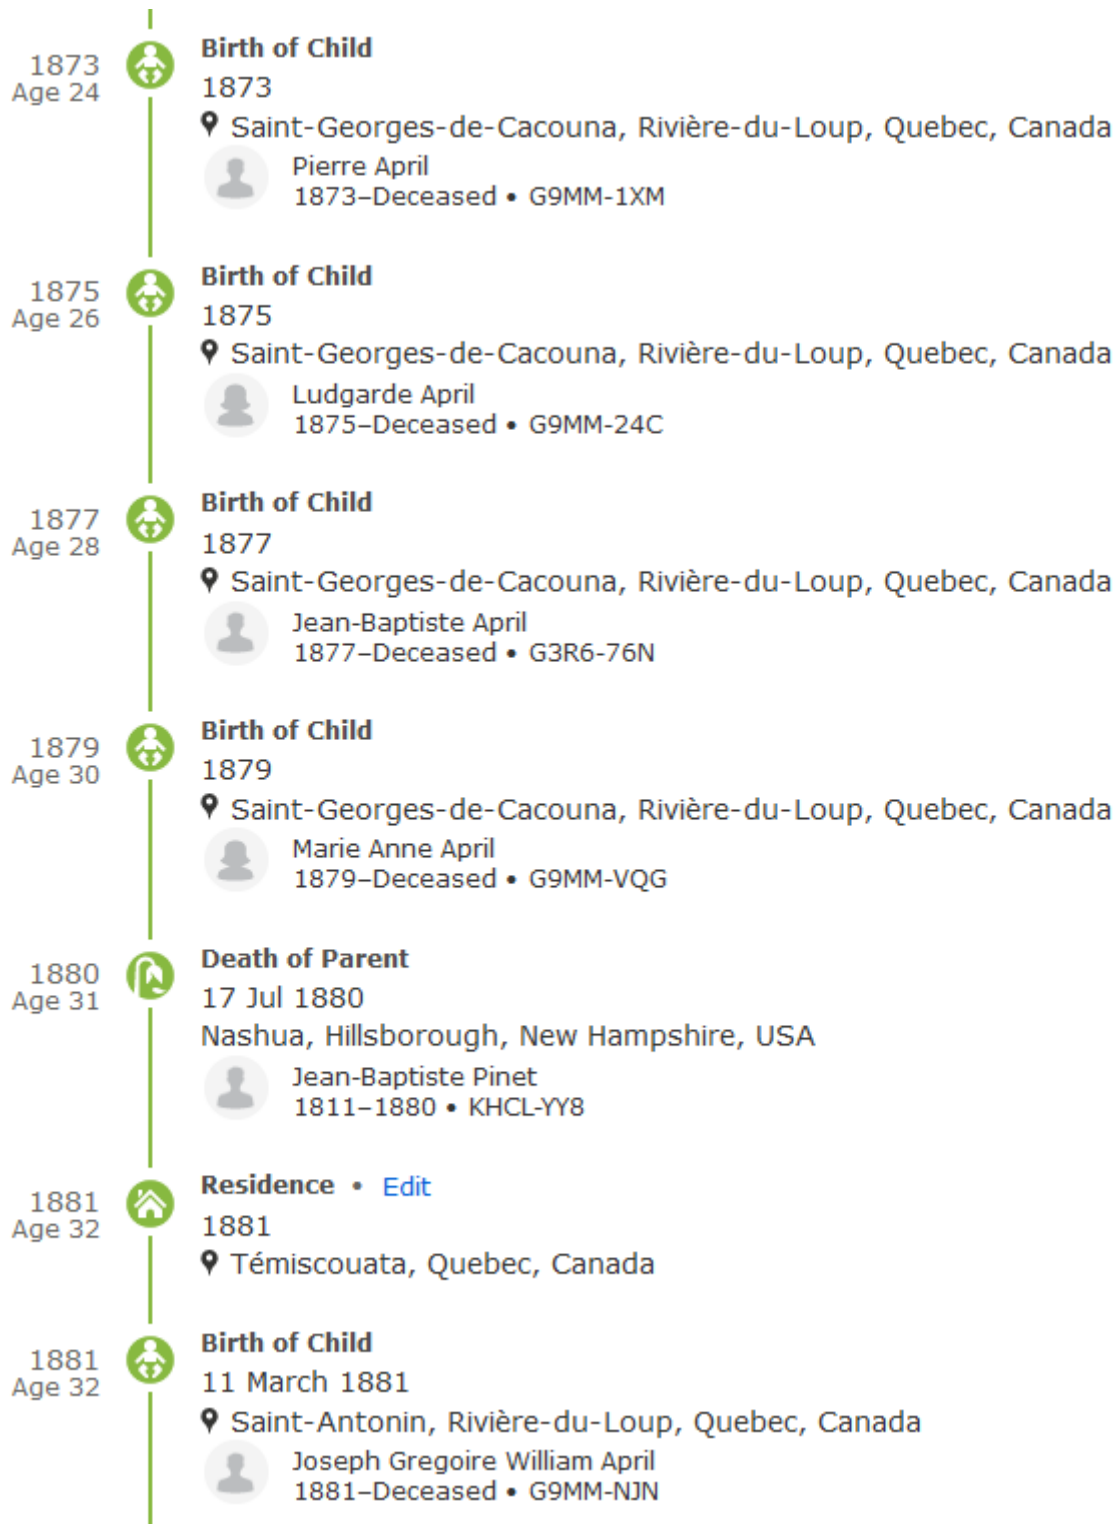 1873
Age 24
Birth of Child
1873
Saint-Georges-de-Cacouna, Rivière-du-Loup, Quebec, Canada
Pierre April
1873–Deceased • G9MM-1XM
1875
Age 26
Birth of Child
1875
Saint-Georges-de-Cacouna, Rivière-du-Loup, Quebec, Canada
Ludgarde April
1875–Deceased • G9MM-24C
1877
Age 28
Birth of Child
1877
Saint-Georges-de-Cacouna, Rivière-du-Loup, Quebec, Canada
Jean-Baptiste April
1877–Deceased • G3R6-76N
1879
Age 30
Birth of Child
1879
Saint-Georges-de-Cacouna, Rivière-du-Loup, Quebec, Canada
Marie Anne April
1879–Deceased • G9MM-VQG
1880
Age 31
Death of Parent
17 Jul 1880
Nashua, Hillsborough, New Hampshire, USA
Jean-Baptiste Pinet
1811–1880 • KHCL-YY8
1881
Age 32
Residence • Edit
1881
Témiscouata, Quebec, Canada
1881
Age 32
Birth of Child
11 March 1881
Saint-Antonin, Rivière-du-Loup, Quebec, Canada
Joseph Gregoire William April
1881–Deceased • G9MM-NJN